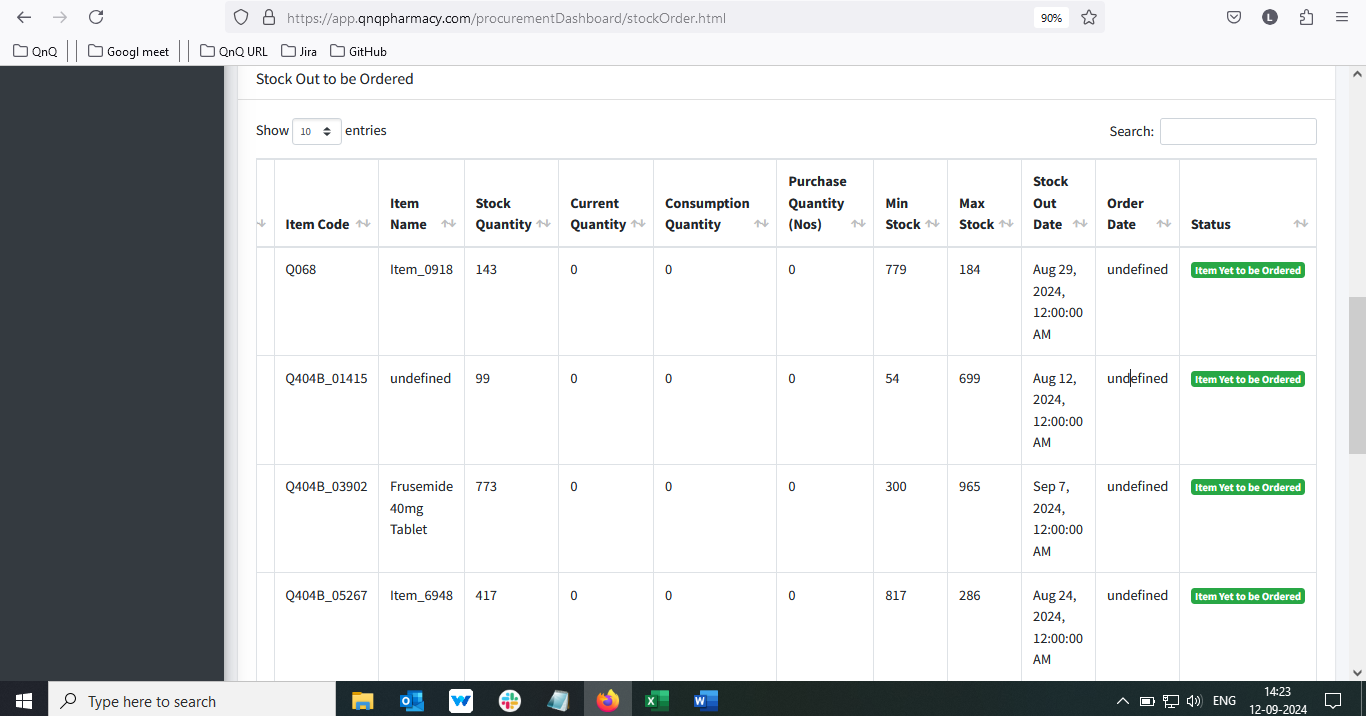 https://app.qnqpharmacy.com/procurementDashboard/stockOrder.html 90% L
QnQ Googl meet QnQ URL Jira GitHub
Stock Out to be Ordered
Show 10 entries Search:
Item Code Item Name Stock Quantity Current Quantity Consumption Quantity Purchase Quantity (Nos) Min Stock Max Stock Stock Out Date Order Date Status
Q068 Item_0918 143 0 0 0 779 184 Aug 29, 2024, 12:00:00 AM undefined Item Yet to be Ordered
Q404B_01415 undefined 99 0 0 0 54 699 Aug 12, 2024, 12:00:00 AM undefined Item Yet to be Ordered
Q404B_03902 Frusemide 40mg Tablet 773 0 0 0 300 965 Sep 7, 2024, 12:00:00 AM undefined Item Yet to be Ordered
Q404B_05267 Item_6948 417 0 0 0 817 286 Aug 24, 2024, 12:00:00 AM undefined Item Yet to be Ordered
Type here to search ENG 14:23
12-09-2024